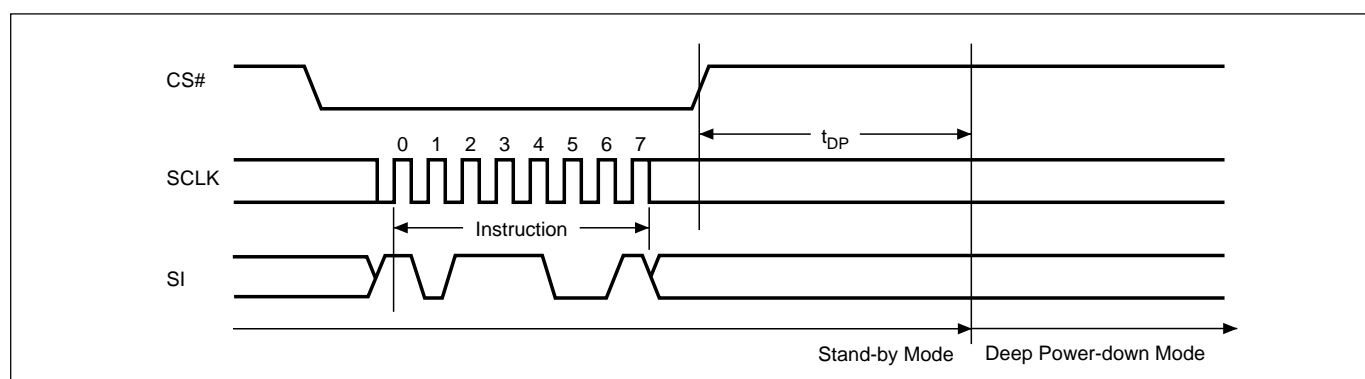 CS#
t_DP
0 1 2 3 4 5 6 7
SCLK
Instruction
SI
Stand-by Mode Deep Power-down Mode